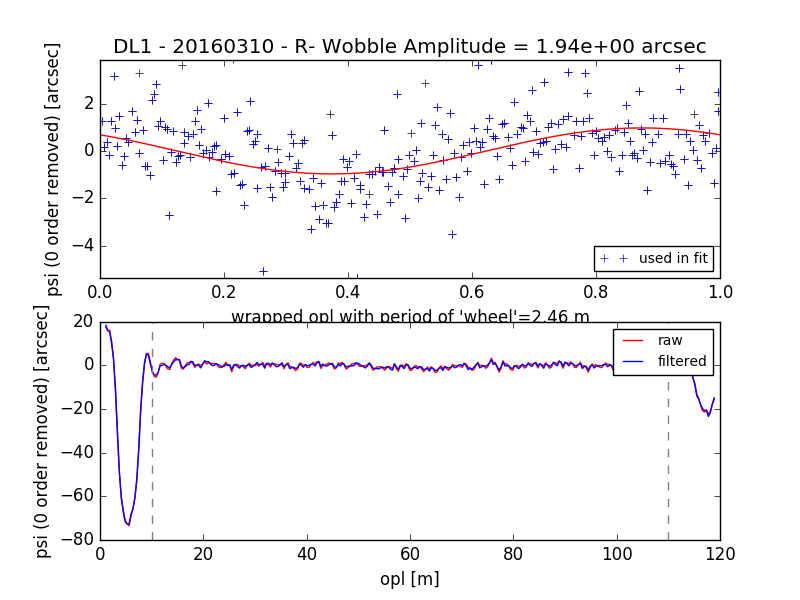 DL1 - 20160310 - R- Wobble Amplitude = 1.94e+00 arcsec
psi (0 order removed) [arcsec]
2
0
−2
−4
used in fit
0.0 0.2 0.4 0.6 0.8 1.0
wrapped opl with period of 'wheel'=2.46 m
psi (0 order removed) [arcsec]
20
0
−20
−40
−60
−80
raw
filtered
0 20 40 60 80 100 120
opl [m]